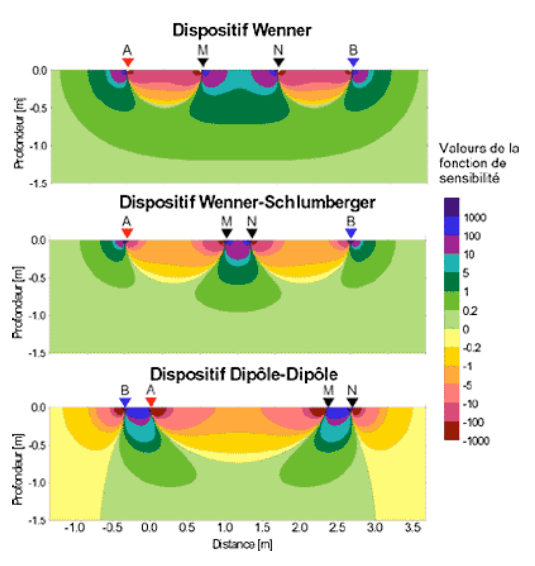 Dispositif Wenner
A M N B
0.0
-0.5
-1.0
-1.5
Profondeur [m]
Dispositif Wenner-Schlumberger
A M N B
0.0
-0.5
-1.0
-1.5
Profondeur [m]
Dispositif Dipôle-Dipôle
B A M N
0.0
-0.5
-1.0
-1.5
Profondeur [m]
-1.0 -0.5 0.0 0.5 1.0 1.5 2.0 2.5 3.0 3.5
Distance [m]
Valeurs de la
fonction de
sensibilité
1000
100
10
5
1
0.2
0
-0.2
-1
-5
-10
-100
-1000